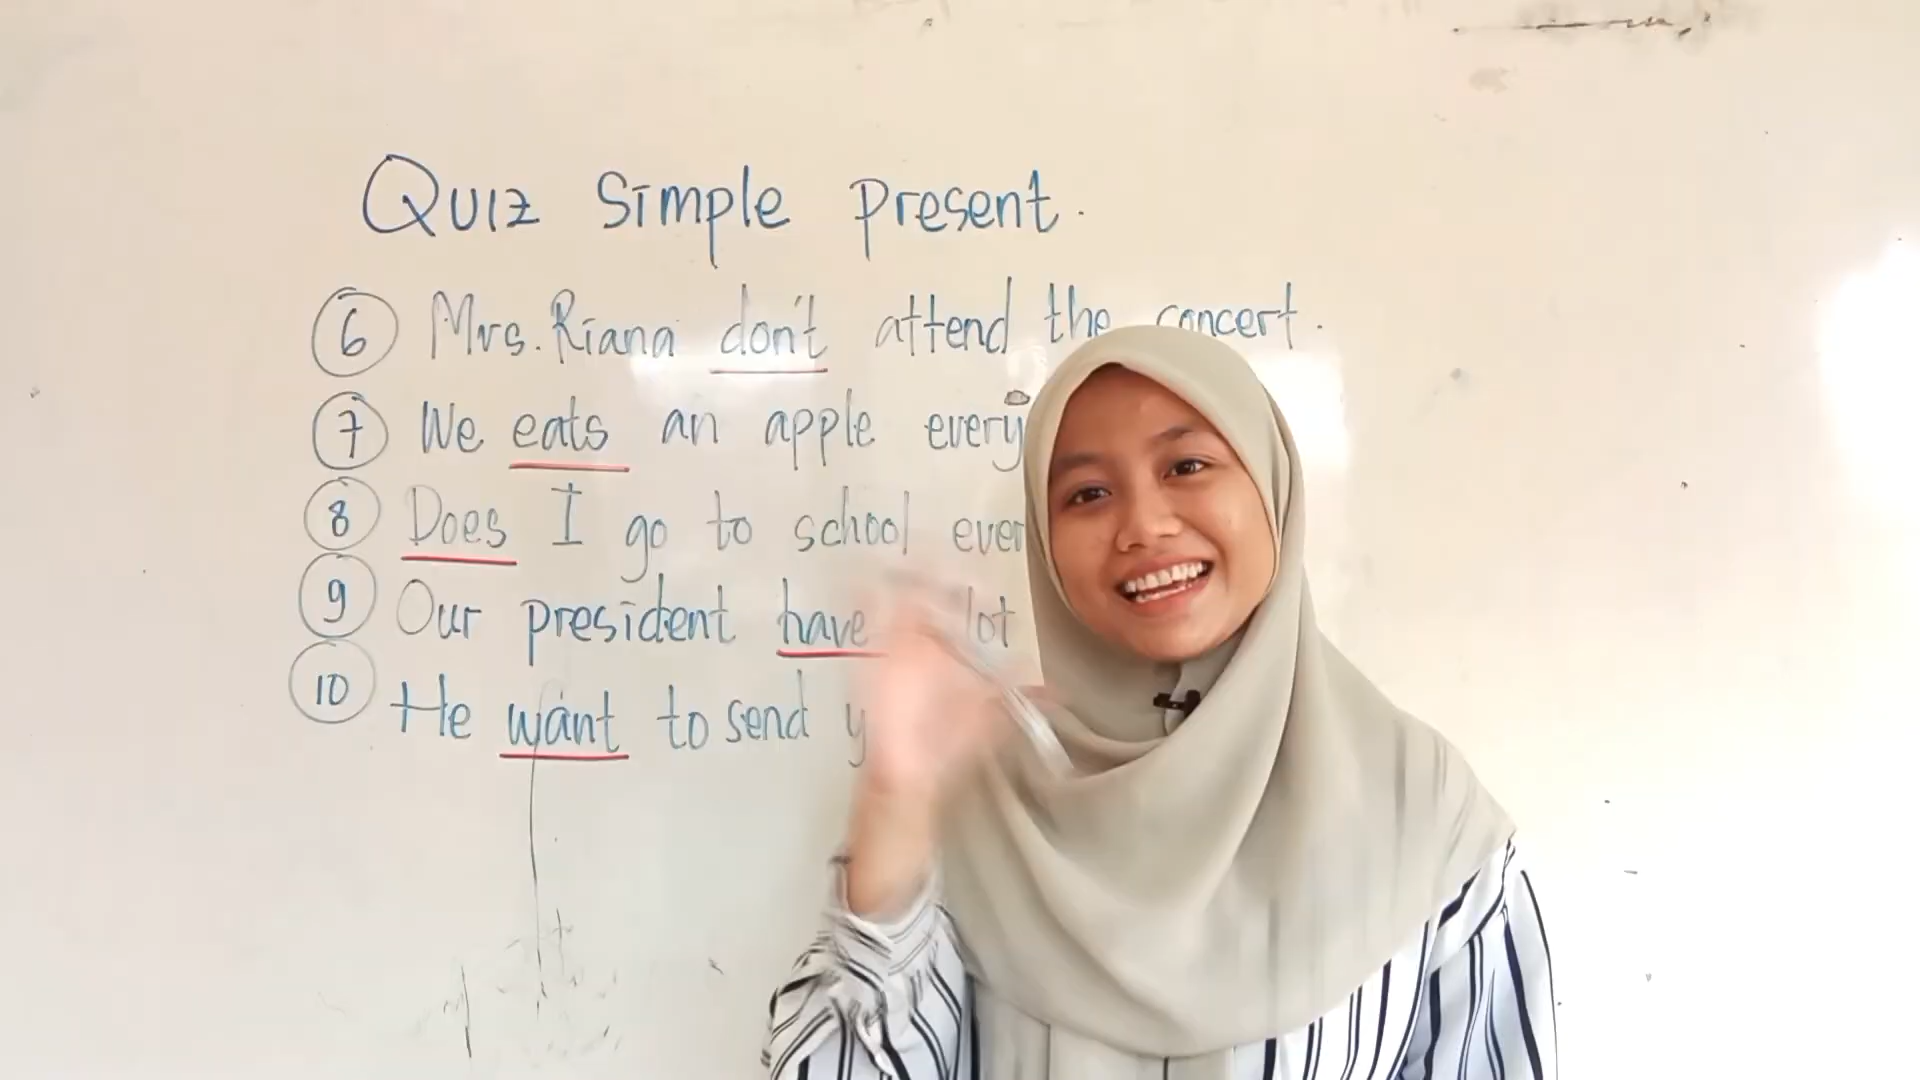 Quiz Simple Present.
6 Mrs. Riana don't attend the concert.
7 We eats an apple every
8 Does I go to school
9 Our president have lot
10 He want to send